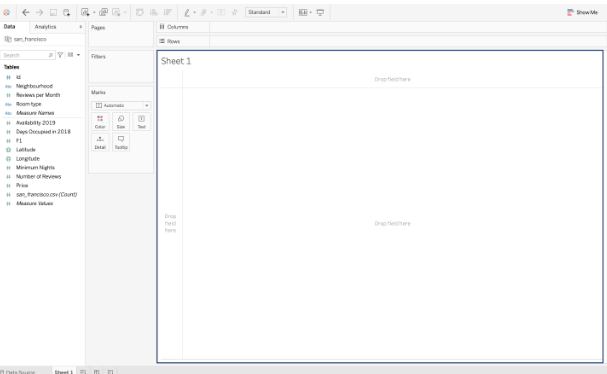 Standard
Show Me
Data
Analytics
Pages
Columns
san_francisco
Rows
Search
Filters
Sheet 1
Tables
Drop field here
# Id
Abc Neighbourhood
# Reviews per Month
Abc Room type
Abc Measure Names
Marks
Automatic
Color
Size
Text
Detail
Tooltip
# Availability 2019
# Days Occupied in 2018
# F1
Latitude
Longitude
# Minimum Nights
# Number of Reviews
# Price
# san_francisco.csv (Count)
# Measure Values
Drop
field
here
Drop field here
Data Source
Sheet 1